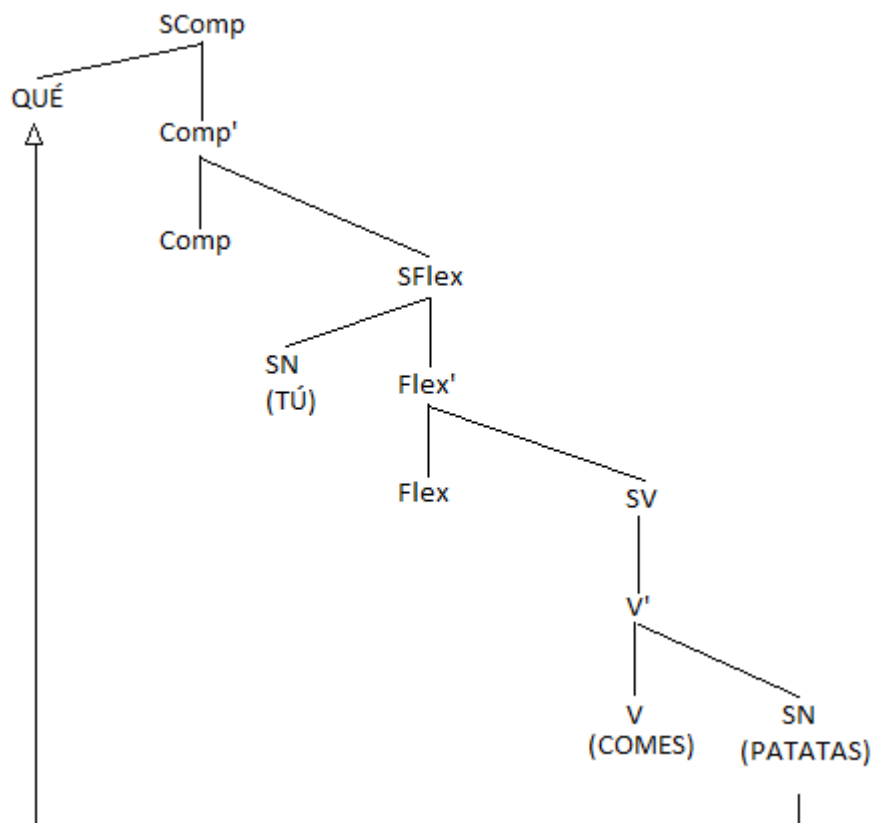 SComp
QUÉ
Comp'
Comp
SFlex
SN
(TÚ)
Flex'
Flex
SV
V'
V
(COMES)
SN
(PATATAS)